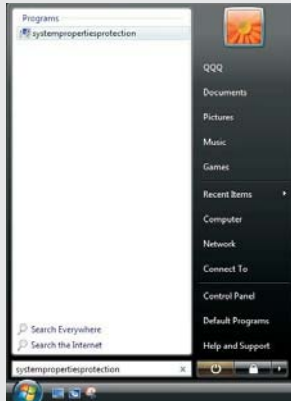 Programs
systempropertiesprotection
QQQ
Documents
Pictures
Music
Games
Recent Items
Computer
Network
Connect To
Control Panel
Default Programs
Help and Support
Search Everywhere
Search the Internet
systempropertiesprotection